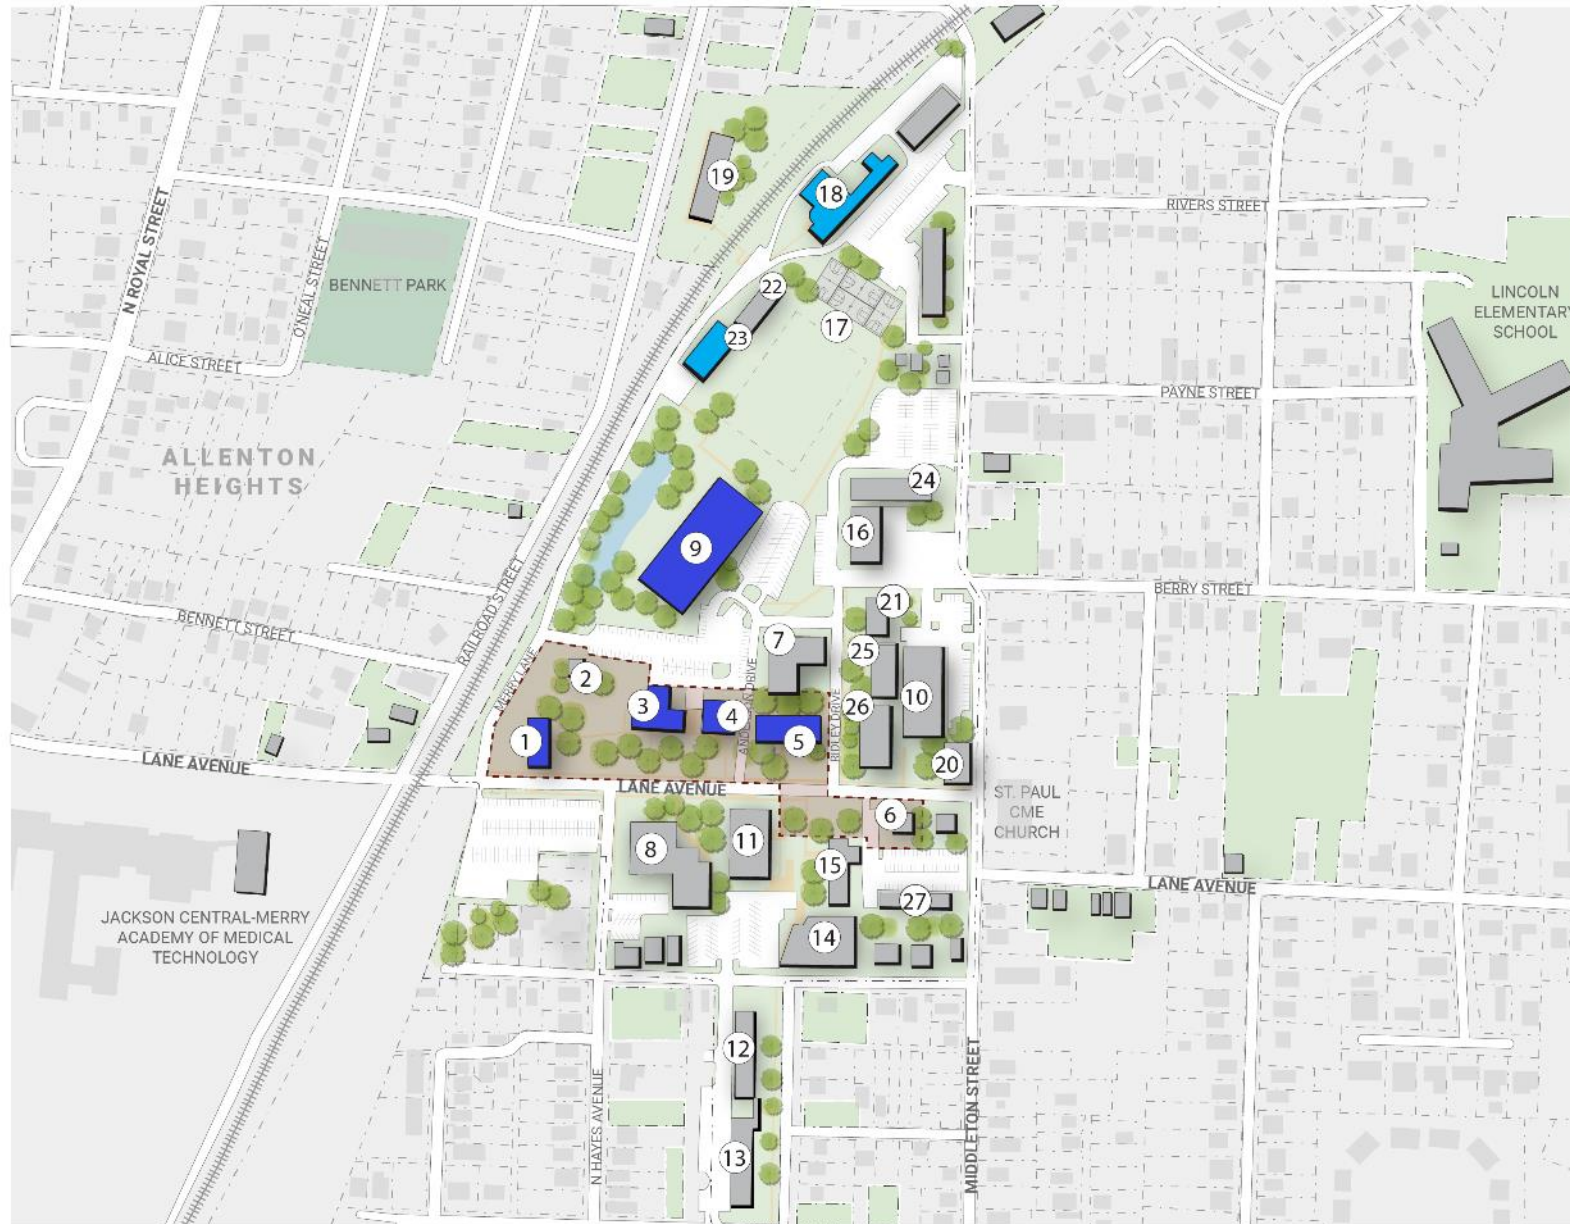 19
18
RIVERS STREET
N ROYAL STREET
O'NEAL STREET
BENNETT PARK
22
17
23
LINCOLN
ELEMENTARY
SCHOOL
ALICE STREET
PAYNE STREET
ALLENTON
HEIGHTS
24
16
9
BERRY STREET
21
BENNETT STREET
RAILROAD STREET
7
25
MERRY LANE
2
10
3
4
26
RIDLEY DRIVE
5
1
20
LANE AVENUE
LANE AVENUE
ST. PAUL
CME
CHURCH
6
8
11
15
LANE AVENUE
27
JACKSON CENTRAL-MERRY
ACADEMY OF MEDICAL
TECHNOLOGY
14
12
N HAYES AVENUE
MIDDLETON STREET
13